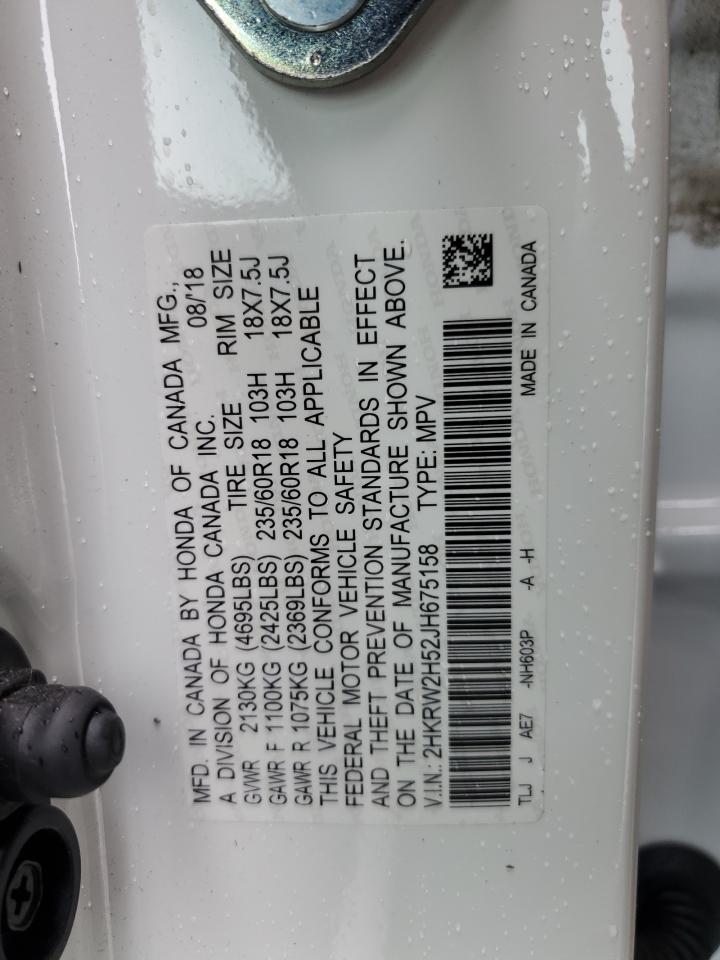 MFD. IN CANADA BY HONDA OF CANADA MFG.,
A DIVISION OF HONDA CANADA INC. 08/'18
GVWR 2130KG (4695LBS) TIRE SIZE RIM SIZE
GAWR F 1100KG (2425LBS) 235/60R18 103H 18X7.5J
GAWR R 1075KG (2369LBS) 235/60R18 103H 18X7.5J
THIS VEHICLE CONFORMS TO ALL APPLICABLE
FEDERAL MOTOR VEHICLE SAFETY
AND THEFT PREVENTION STANDARDS IN EFFECT
ON THE DATE OF MANUFACTURE SHOWN ABOVE.
V.I.N.: 2HKRW2H52JH675158 TYPE: MPV
TLJ J AE7 -NH603P -A -H MADE IN CANADA